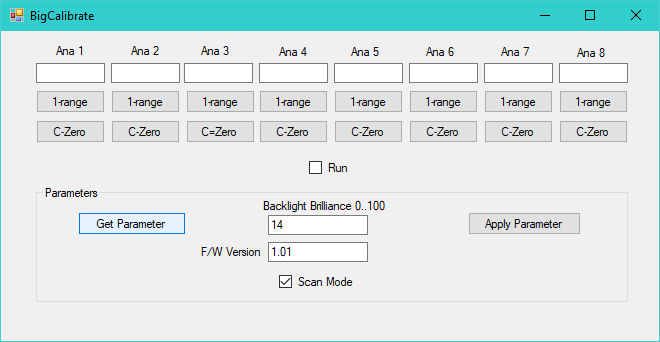 BigCalibrate
Ana 1 Ana 2 Ana 3 Ana 4 Ana 5 Ana 6 Ana 7 Ana 8
1-range 1-range 1-range 1-range 1-range 1-range 1-range 1-range
C-Zero C-Zero C=Zero C-Zero C-Zero C-Zero C-Zero C-Zero
Run
Parameters
Backlight Brilliance 0..100
Get Parameter 14 Apply Parameter
F/W Version 1.01
Scan Mode